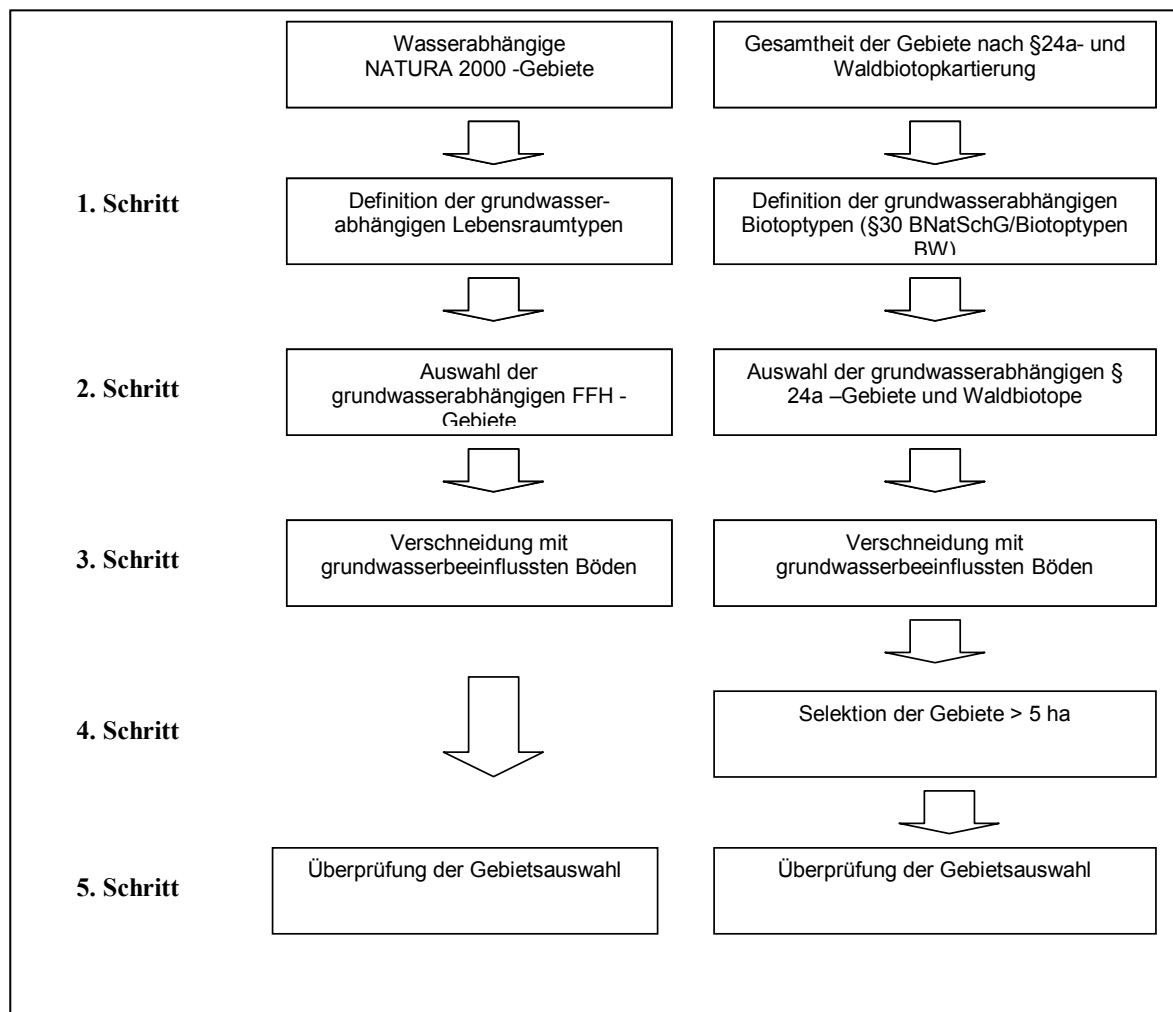 Wasserabhängige
NATURA 2000 -Gebiete
Gesamtheit der Gebiete nach §24a- und
Waldbiotopkartierung
1. Schritt
Definition der grundwasser-
abhängigen Lebensraumtypen
Definition der grundwasserabhängigen
Biotoptypen (§30 BNatSchG/Biotoptypen
BW)
2. Schritt
Auswahl der
grundwasserabhängigen FFH -
Gebiete
Auswahl der grundwasserabhängigen §
24a –Gebiete und Waldbiotope
3. Schritt
Verschneidung mit
grundwasserbeeinflussten Böden
Verschneidung mit
grundwasserbeeinflussten Böden
4. Schritt
Selektion der Gebiete > 5 ha
5. Schritt
Überprüfung der Gebietsauswahl
Überprüfung der Gebietsauswahl